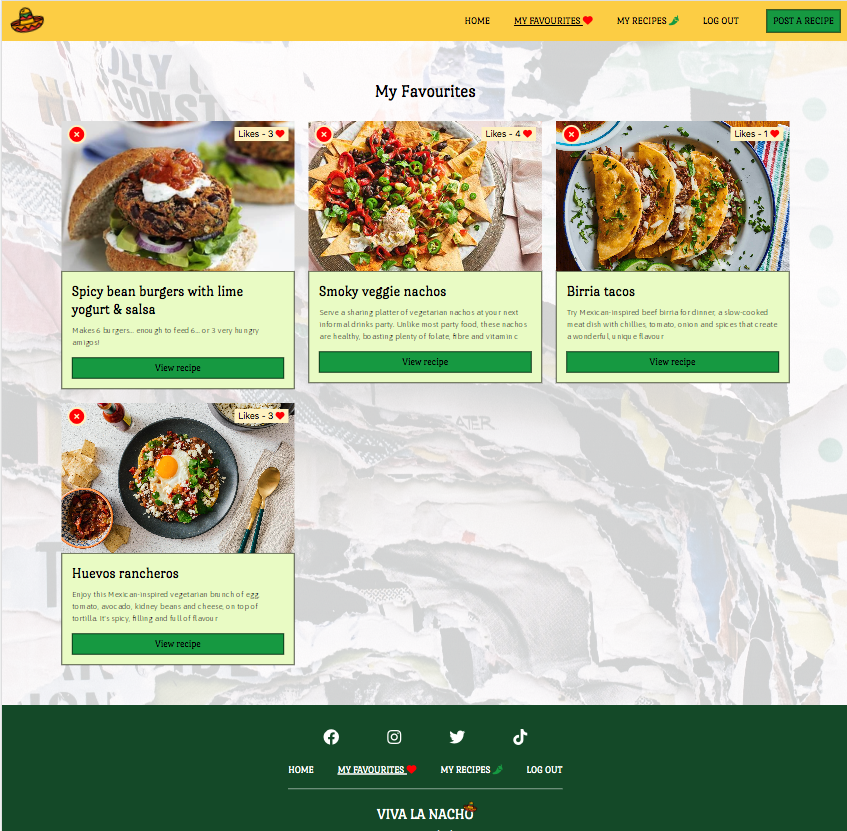 HOME MY FAVOURITES MY RECIPES LOG OUT POST A RECIPE
My Favourites
Likes - 3
Likes - 4
Likes - 1
Spicy bean burgers with lime
yogurt & salsa
Makes 6 burgers... enough to feed 6... or 3 very hungry
amigos!
View recipe
Smoky veggie nachos
Serve a sharing platter of vegetarian nachos at your next
informal drinks party. Unlike most party food, these nachos
are healthy, boasting plenty of folate, fibre and vitamin c
View recipe
Birria tacos
Try Mexican-inspired beef birria for dinner, a slow-cooked
meat dish with chillies, tomato, onion and spices that create
a wonderful, unique flavour
View recipe
Likes - 3
Huevos rancheros
Enjoy this Mexican-inspired vegetarian brunch of egg,
tomato, avocado, kidney beans and cheese, on top of
tortilla. It's spicy, filling and full of flavour
View recipe
HOME MY FAVOURITES MY RECIPES LOG OUT
VIVA LA NACHO